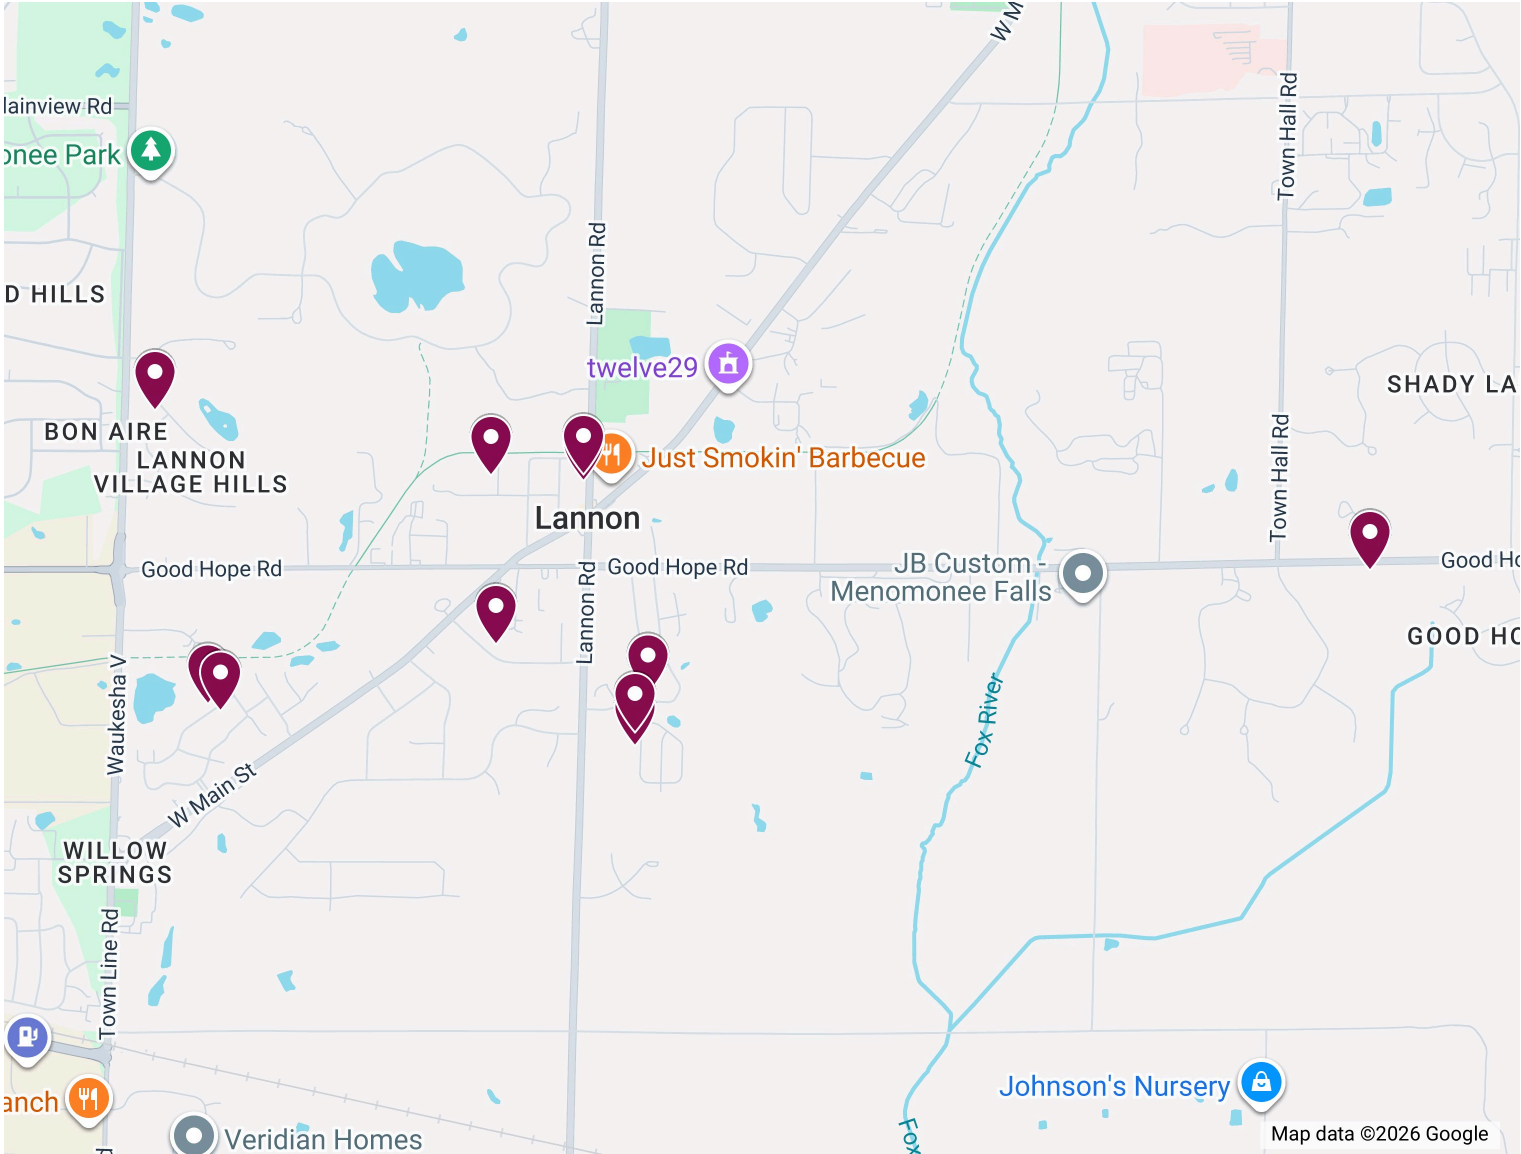 W M
lainview Rd
Town Hall Rd
onee Park
Lannon Rd
D HILLS
twelve29
SHADY LA
BON AIRE
LANNON
VILLAGE HILLS
Just Smokin' Barbecue
Town Hall Rd
Lannon
Good Hope Rd
Good Hope Rd
JB Custom -
Menomonee Falls
Good Ho
Lannon Rd
GOOD HO
Waukesha V
Fox River
W Main St
WILLOW
SPRINGS
Town Line Rd
Johnson's Nursery
anch
Veridian Homes
Fox
d
Map data ©2026 Google